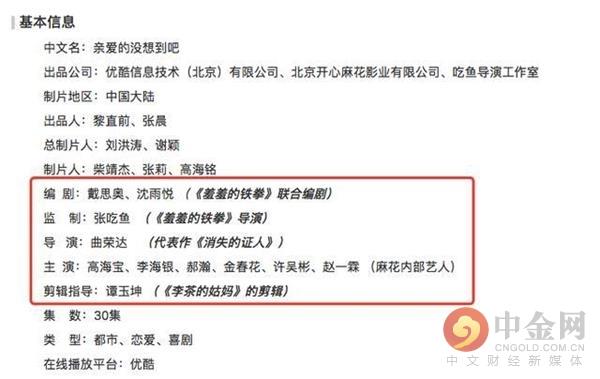 基本信息
中文名：亲爱的没想到吧
出品公司：优酷信息技术（北京）有限公司、北京开心麻花影业有限公司、吃鱼导演工作室
制片地区：中国大陆
出品人：黎直前、张晨
总制片人：刘洪涛、谢颖
制片人：柴靖杰、张莉、高海铭
编 剧：戴思奥、沈雨悦（《羞羞的铁拳》联合编剧）
监 制：张吃鱼 （《羞羞的铁拳》导演）
导 演：曲荣达 （代表作《消失的证人》）
主 演：高海宝、李海银、郝瀚、金春花、许吴彬、赵一霖 （麻花内部艺人）
剪辑指导：谭玉坤（《李茶的姑妈》的剪辑）
集 数：30集
类 型：都市、恋爱、喜剧
在线播放平台：优酷
中金网
CNGOLD.COM.CN
中文财经新媒体